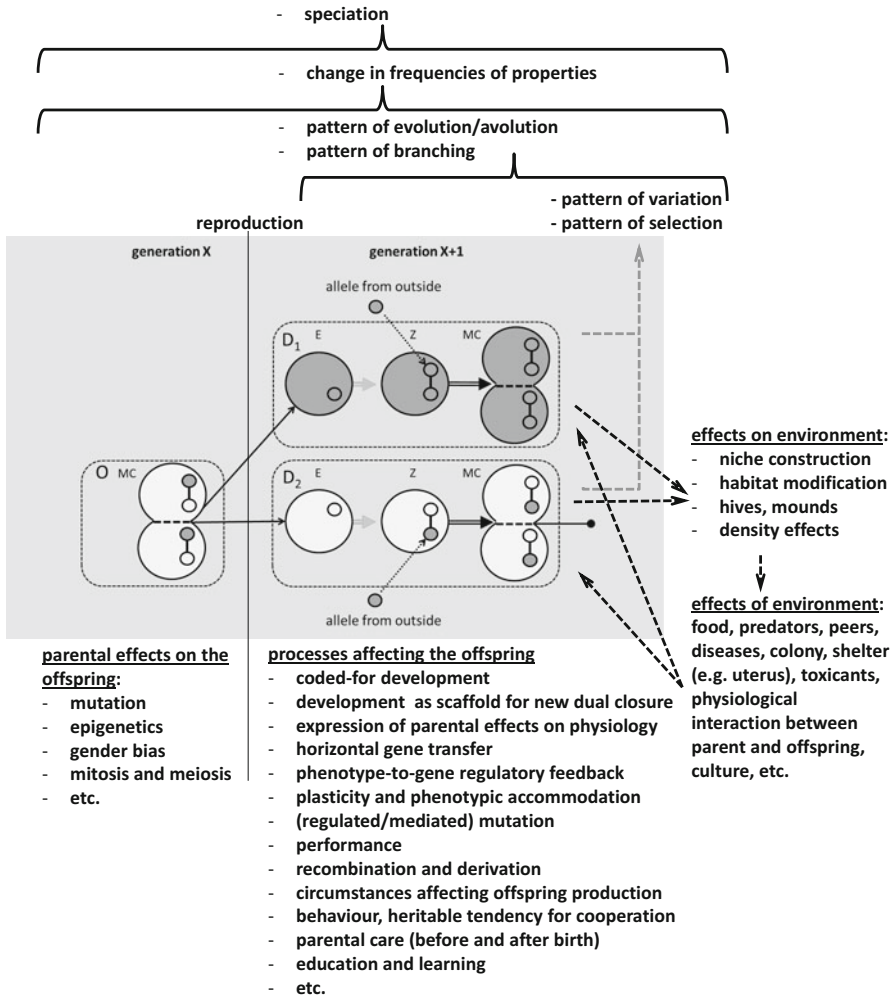 - speciation
- change in frequencies of properties
- pattern of evolution/avolution
- pattern of branching
- pattern of variation
- pattern of selection
reproduction
generation X
generation X+1
allele from outside
D1
E
Z
MC
O
MC
D2
E
Z
MC
allele from outside
effects on environment:
- niche construction
- habitat modification
- hives, mounds
- density effects
effects of environment:
food, predators, peers,
diseases, colony, shelter
(e.g. uterus), toxicants,
physiological
interaction between
parent and offspring,
culture, etc.
parental effects on the
offspring:
- mutation
- epigenetics
- gender bias
- mitosis and meiosis
- etc.
processes affecting the offspring
- coded-for development
- development as scaffold for new dual closure
- expression of parental effects on physiology
- horizontal gene transfer
- phenotype-to-gene regulatory feedback
- plasticity and phenotypic accommodation
- (regulated/mediated) mutation
- performance
- recombination and derivation
- circumstances affecting offspring production
- behaviour, heritable tendency for cooperation
- parental care (before and after birth)
- education and learning
- etc.